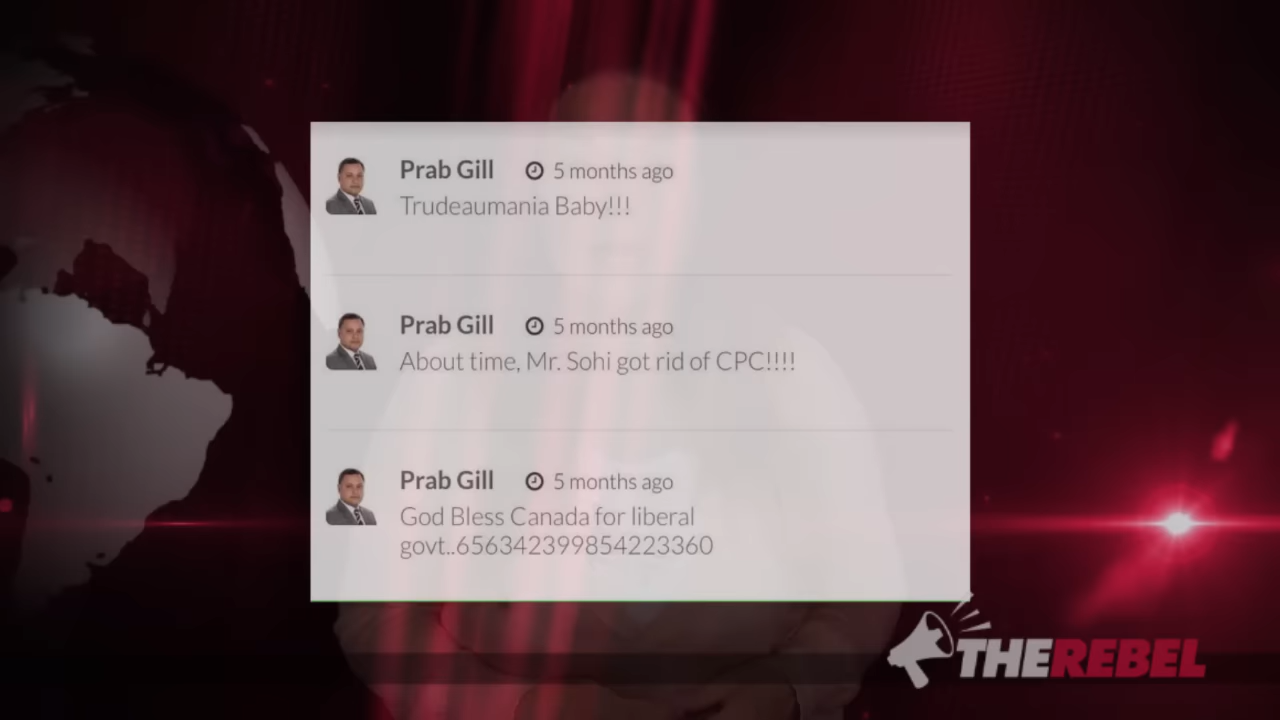 Prab Gill 5 months ago
Trudeaumania Baby!!!
Prab Gill 5 months ago
About time, Mr. Sohi got rid of CPC!!!!
Prab Gill 5 months ago
God Bless Canada for liberal
govt..656342399854223360
THEREBEL